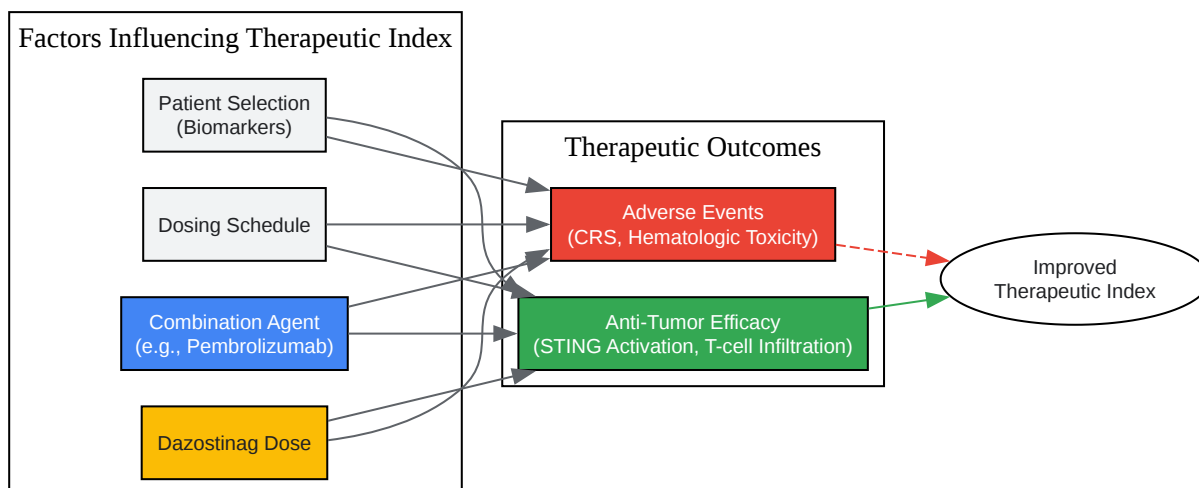 Factors Influencing Therapeutic Index
Patient Selection
(Biomarkers)
Dosing Schedule
Combination Agent
(e.g., Pembrolizumab)
Dazostinag Dose
Therapeutic Outcomes
Adverse Events
(CRS, Hematologic Toxicity)
Anti-Tumor Efficacy
(STING Activation, T-cell Infiltration)
Improved
Therapeutic Index